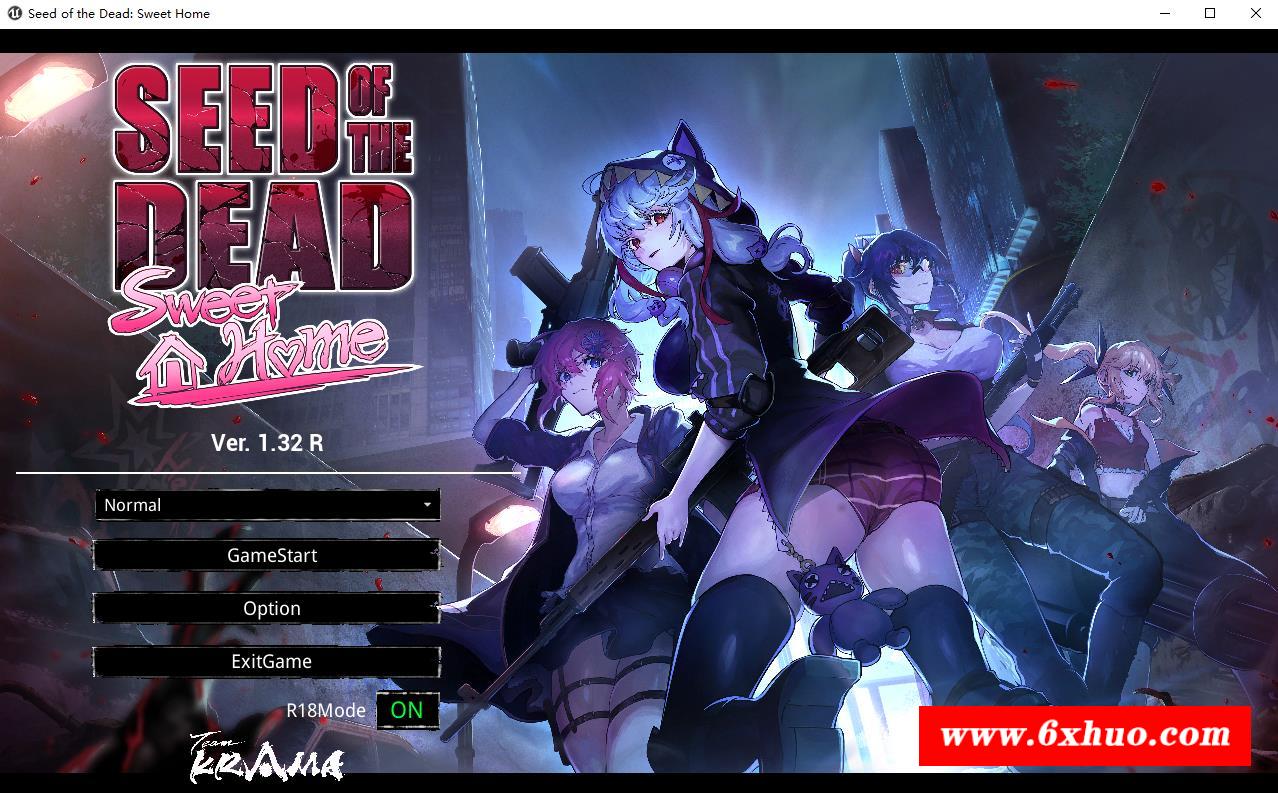 Seed of the Dead: Sweet Home
SEED OF THE
DEAD
Sweet
Home
Ver. 1.32 R
Normal
GameStart
Option
ExitGame
R18Mode ON
Team
KRAMA
www.6xhuo.com